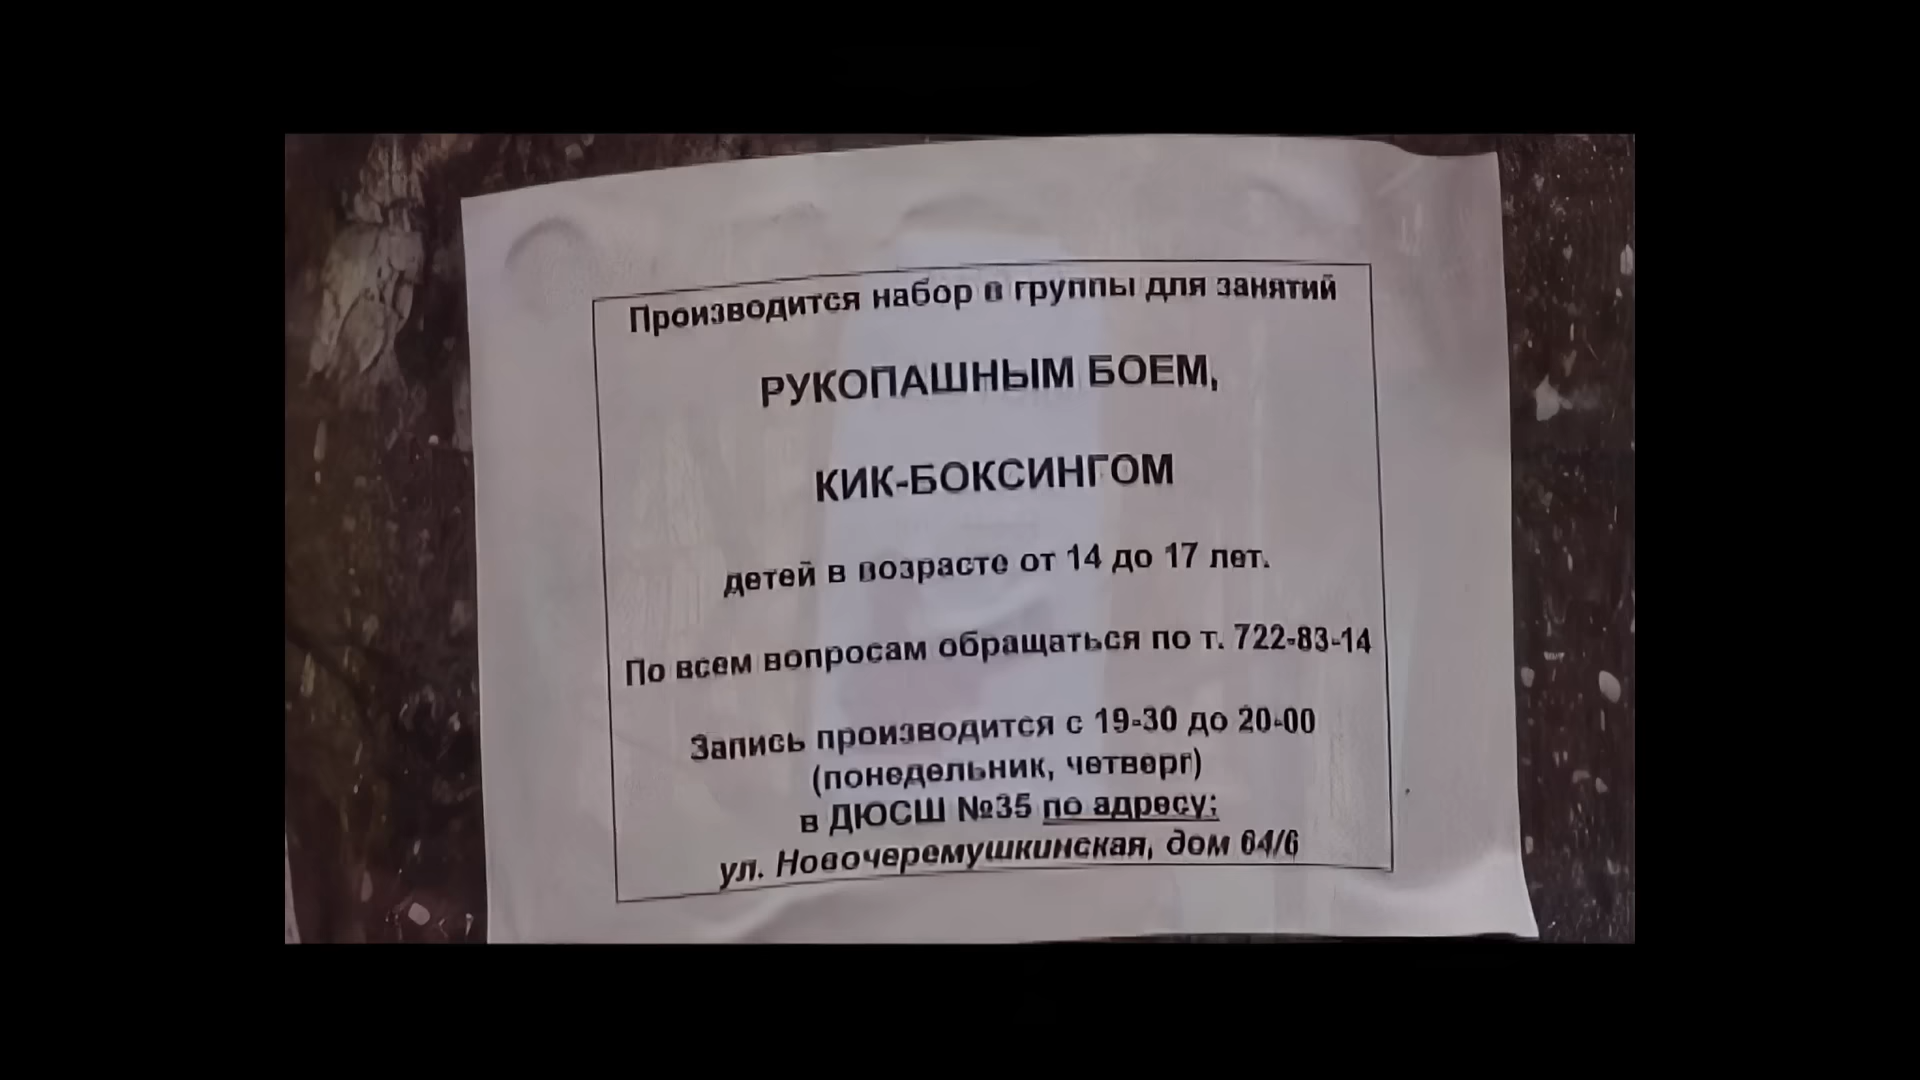 Производится набор в группы для занятий
РУКОПАШНЫМ БОЕМ,
КИК-БОКСИНГОМ
детей в возрасте от 14 до 17 лет.
По всем вопросам обращаться по т. 722-83-14
Запись производится с 19-30 до 20-00
(понедельник, четверг)
в ДЮСШ №35 по адресу:
ул. Новочеремушкинская, дом 64/6